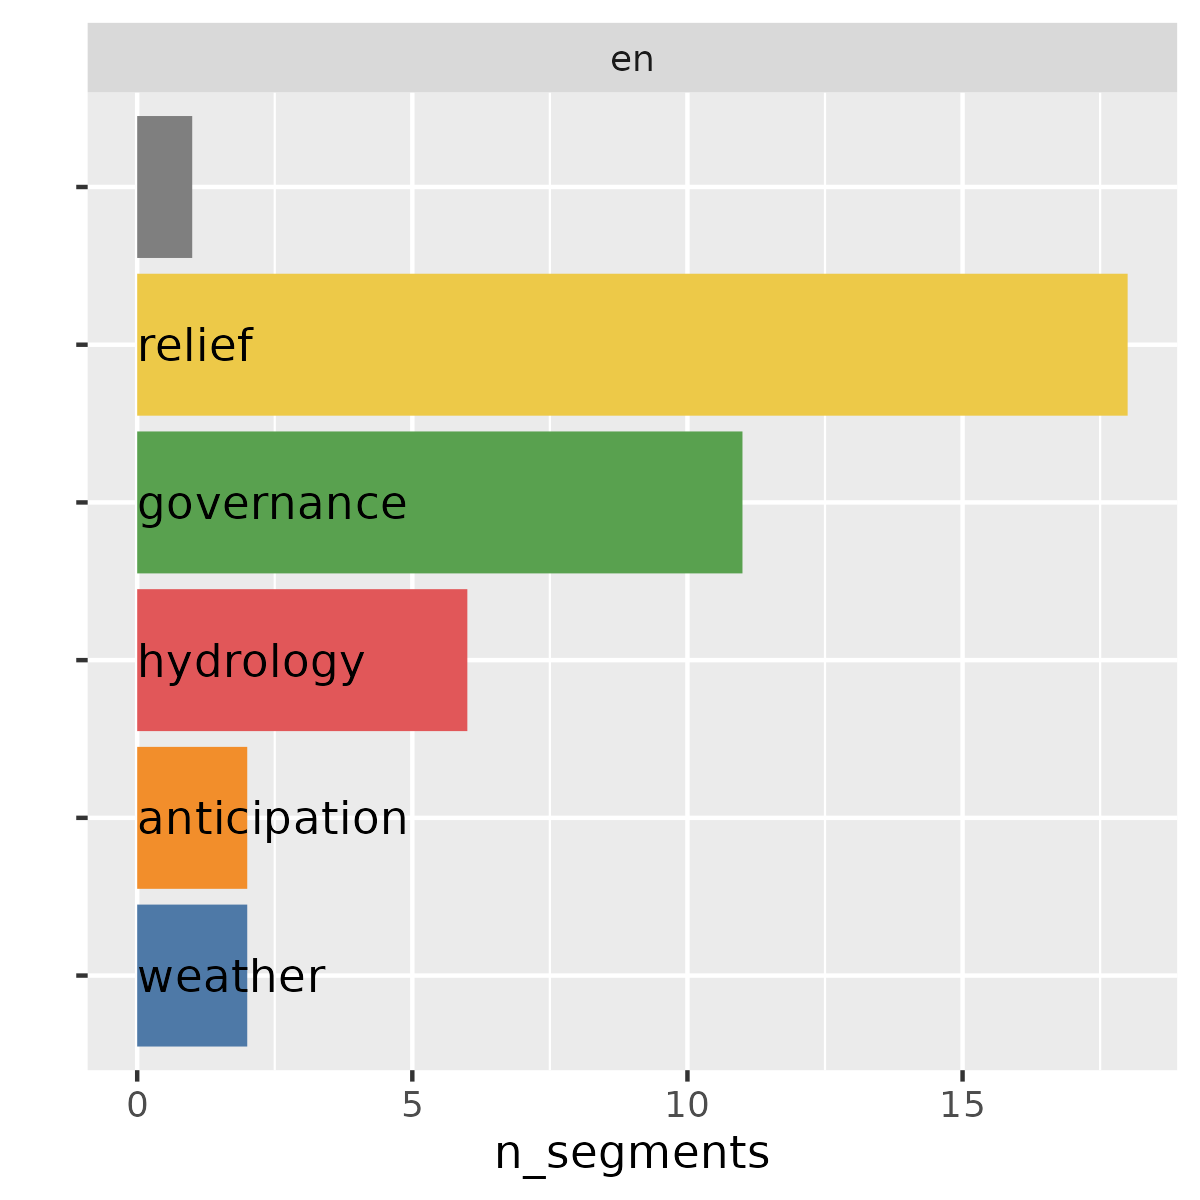 en
relief
governance
hydrology
anticipation
weather
0 5 10 15
n_segments